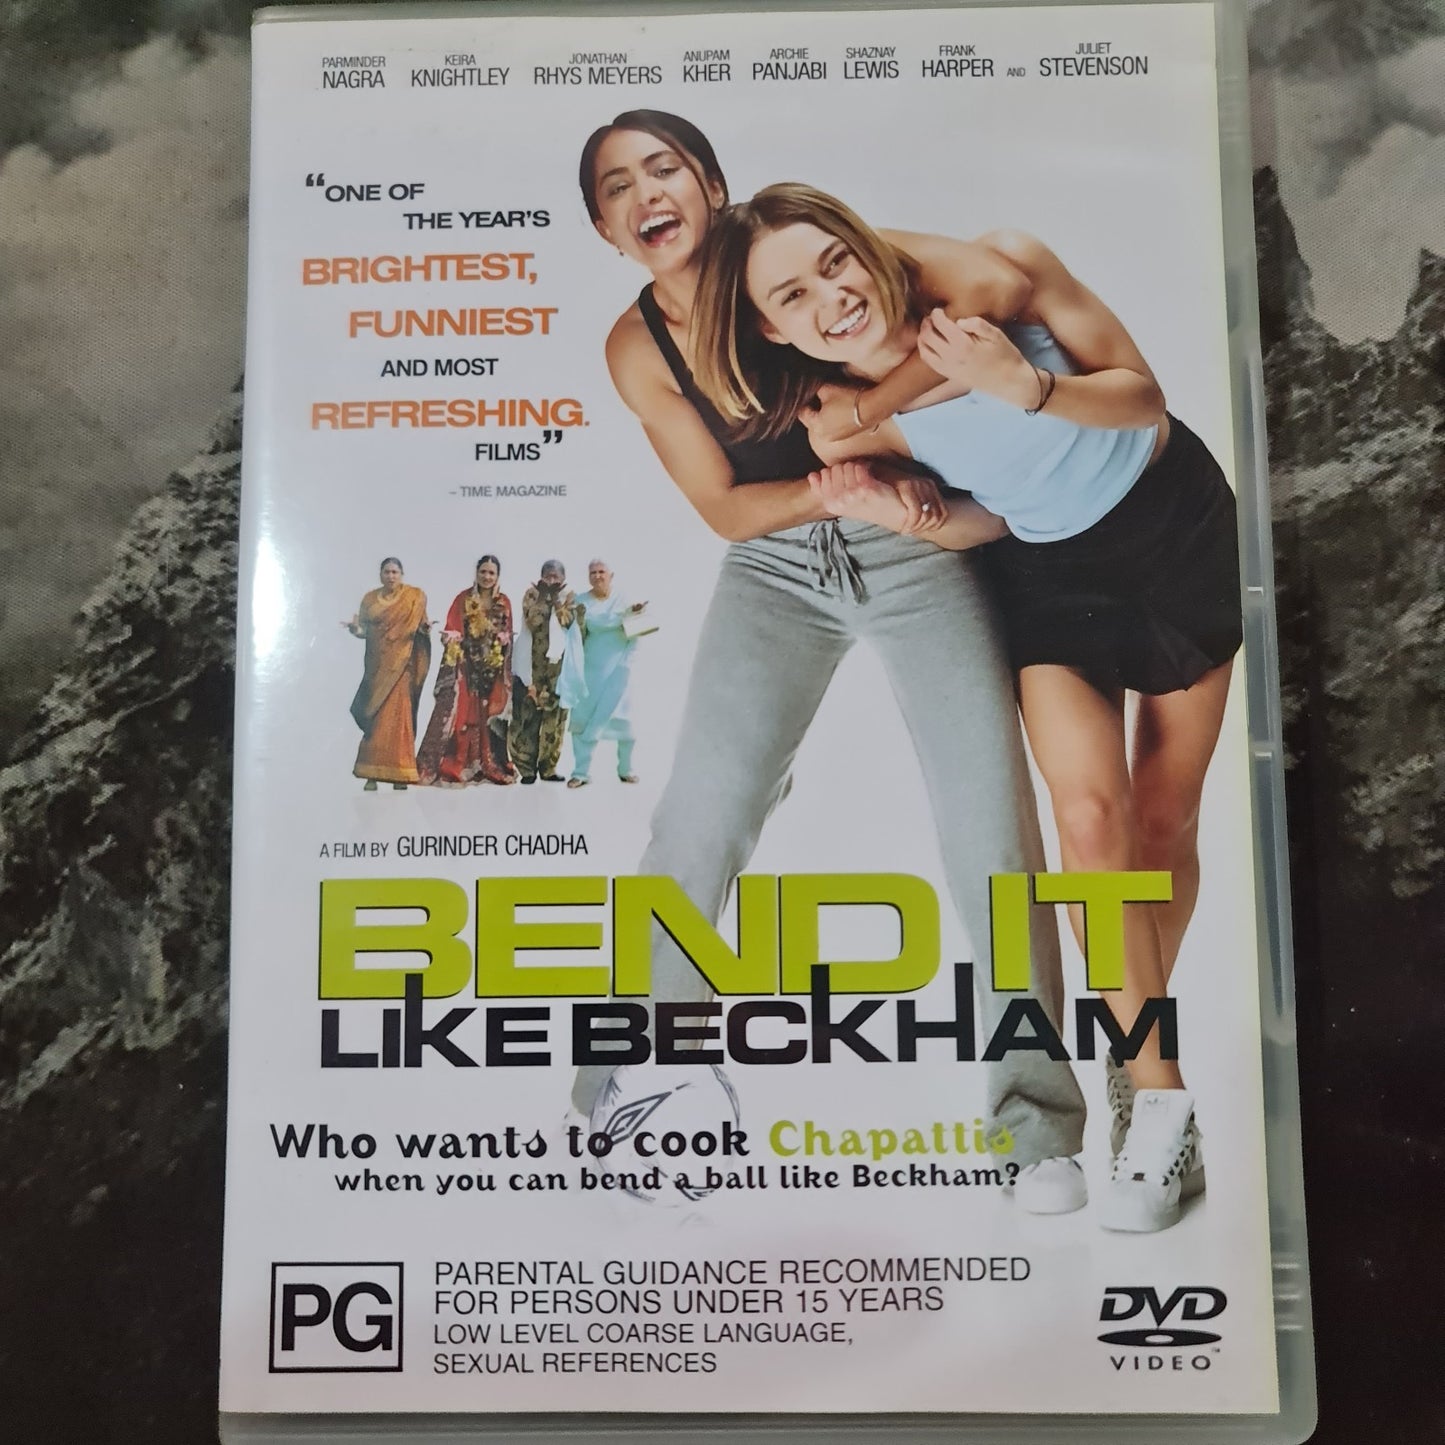 PARMINDER NAGRA KEIRA KNIGHTLEY JONATHAN RHYS MEYERS ANUPAM KHER ARCHIE PANJABI SHAZNAY LEWIS FRANK HARPER AND JULIET STEVENSON
“ONE OF
THE YEAR'S
BRIGHTEST,
FUNNIEST
AND MOST
REFRESHING.
FILMS”
– TIME MAGAZINE
A FILM BY GURINDER CHADHA
BEND IT
LIKE BECKHAM
Who wants to cook Chapattis
when you can bend a ball like Beckham?
PG
PARENTAL GUIDANCE RECOMMENDED
FOR PERSONS UNDER 15 YEARS
LOW LEVEL COARSE LANGUAGE,
SEXUAL REFERENCES
DVD
VIDEO™